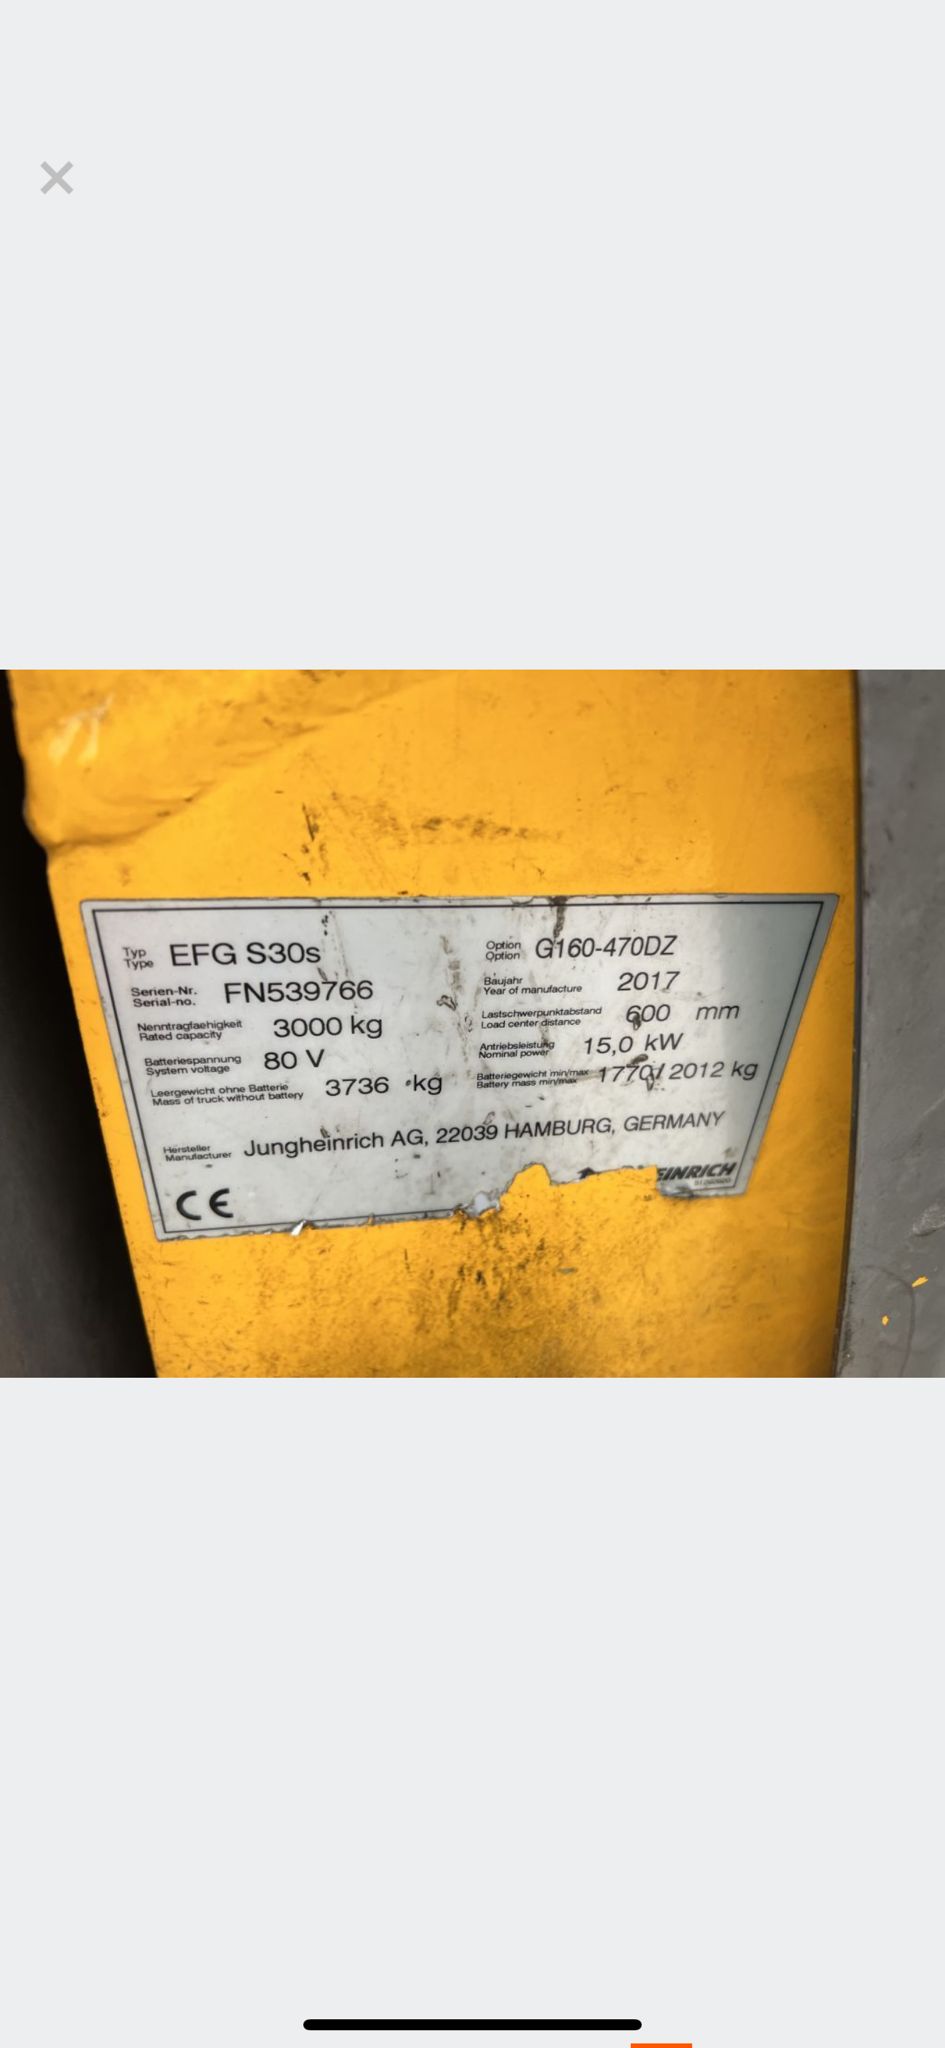 Typ
Type EFG S30s
Option
Option G160-470DZ
Serien-Nr.
Serial-no. FN539766
Baujahr
Year of manufacture 2017
Nenntragfaehigkeit
Rated capacity 3000 kg
Lastschwerpunktabstand
Load center distance 600 mm
Batteriespannung
System voltage 80 V
Antriebsleistung
Nominal power 15,0 kW
Leergewicht ohne Batterie
Mass of truck without battery 3736 kg
Batteriegewicht min/max
Battery mass min/max 1770/2012 kg
Hersteller
Manufacturer Jungheinrich AG, 22039 HAMBURG, GERMANY
CE
EINRICH